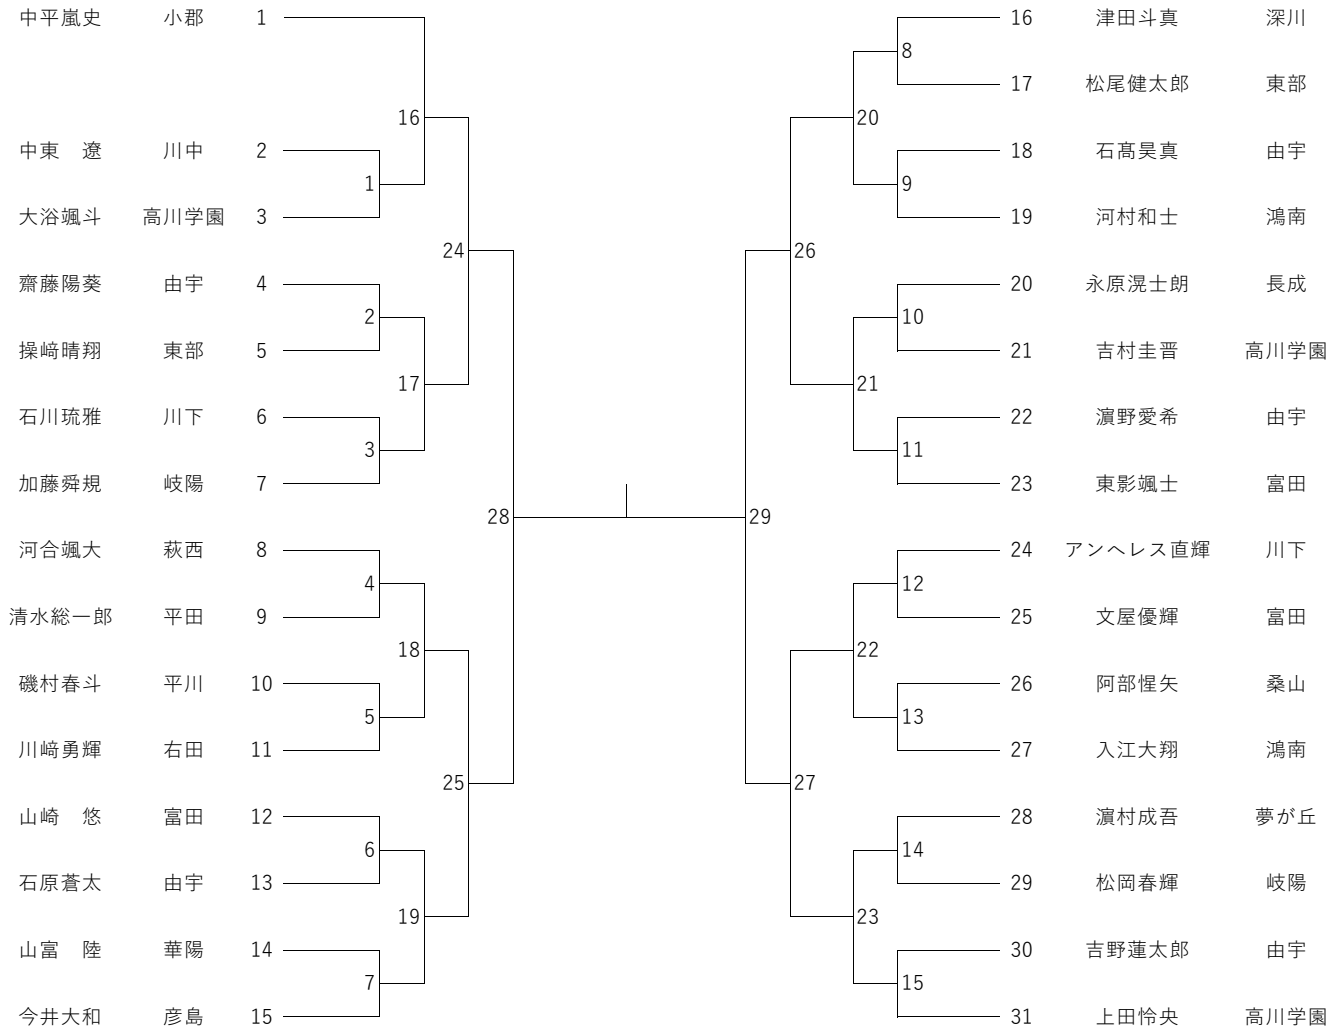 中平嵐史 小郡 1
16 津田斗真 深川
8
17 松尾健太郎 東部
16
20
中東　遼 川中 2
18 石髙昊真 由宇
1
9
大浴颯斗 高川学園 3
19 河村和士 鴻南
24
26
齋藤陽葵 由宇 4
20 永原滉士朗 長成
2
10
操﨑晴翔 東部 5
21 吉村圭晋 高川学園
17
21
石川琉雅 川下 6
22 濵野愛希 由宇
3
11
加藤舜規 岐陽 7
23 東影颯士 富田
28
29
河合颯大 萩西 8
24 アンヘレス直輝 川下
4
12
清水総一郎 平田 9
25 文屋優輝 富田
18
22
磯村春斗 平川 10
26 阿部惺矢 桑山
5
13
川﨑勇輝 右田 11
27 入江大翔 鴻南
25
27
山崎　悠 富田 12
28 濵村成吾 夢が丘
6
14
石原蒼太 由宇 13
29 松岡春輝 岐陽
19
23
山富　陸 華陽 14
30 吉野蓮太郎 由宇
7
15
今井大和 彦島 15
31 上田怜央 高川学園